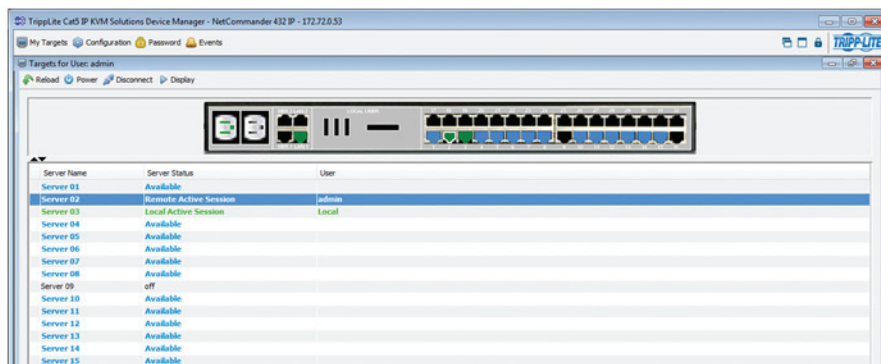 TrippLite Cat5 IP KVM Solutions Device Manager - NetCommander 432 IP - 172.72.0.53
My Targets Configuration Password Events
TRIPP-LITE
Targets for User: admin
Reload Power Disconnect Display
LOCAL USER
Server Name Server Status User
Server 01 Available
Server 02 Remote Active Session admin
Server 03 Local Active Session Local
Server 04 Available
Server 05 Available
Server 06 Available
Server 07 Available
Server 08 Available
Server 09 off
Server 10 Available
Server 11 Available
Server 12 Available
Server 13 Available
Server 14 Available
Server 15 Available